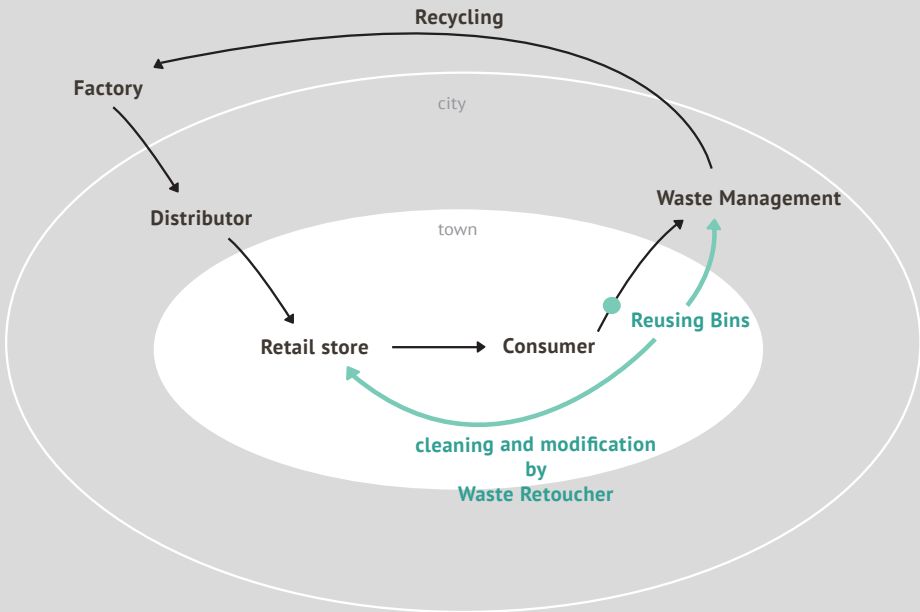 Recycling
Factory
city
Waste Management
Distributor
town
Reusing Bins
Retail store
Consumer
cleaning and modification
by
Waste Retoucher